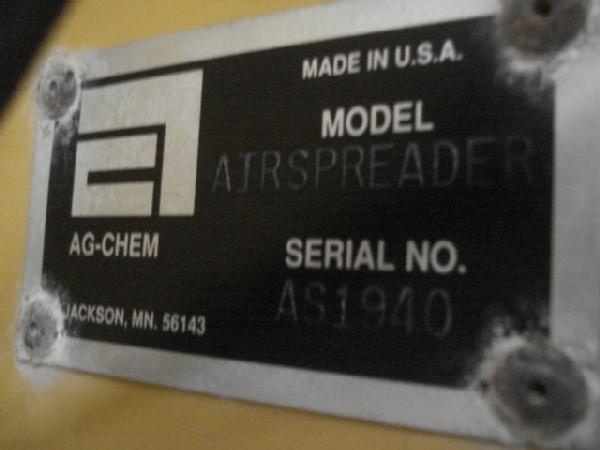 MADE IN U.S.A.
MODEL
AIRSPREADER
AG-CHEM
SERIAL NO.
AS1940
JACKSON, MN. 56143